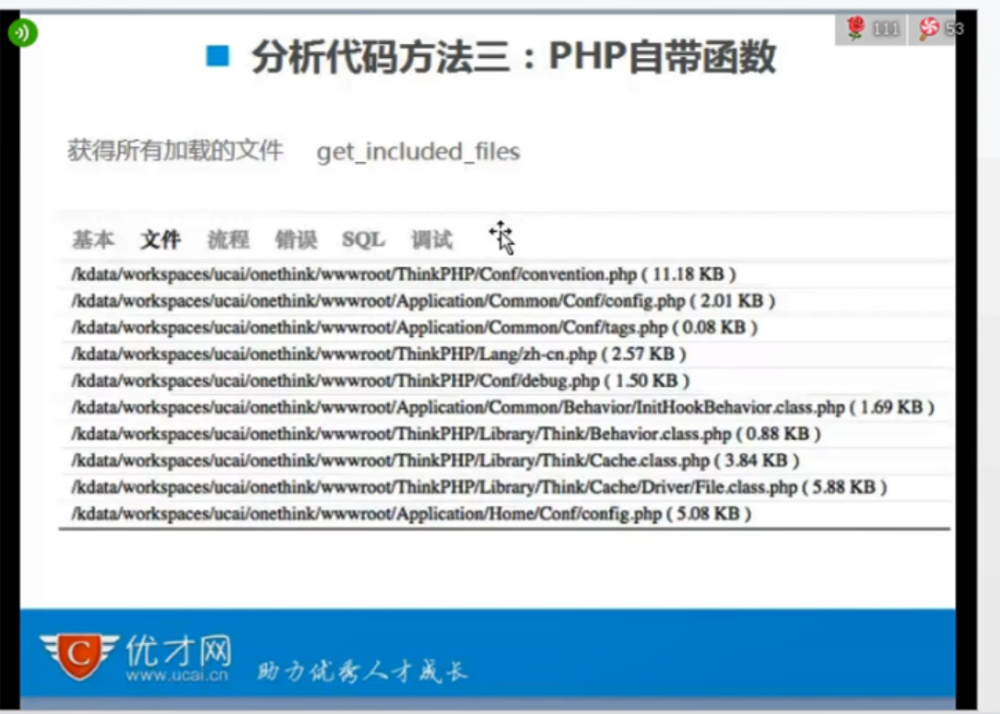 111 53
分析代码方法三：PHP自带函数
获得所有加载的文件 get_included_files
基本 文件 流程 错误 SQL 调试
/kdata/workspaces/ucai/onethink/wwwroot/ThinkPHP/Conf/convention.php ( 11.18 KB )
/kdata/workspaces/ucai/onethink/wwwroot/Application/Common/Conf/config.php ( 2.01 KB )
/kdata/workspaces/ucai/onethink/wwwroot/Application/Common/Conf/tags.php ( 0.08 KB )
/kdata/workspaces/ucai/onethink/wwwroot/ThinkPHP/Lang/zh-cn.php ( 2.57 KB )
/kdata/workspaces/ucai/onethink/wwwroot/ThinkPHP/Conf/debug.php ( 1.50 KB )
/kdata/workspaces/ucai/onethink/wwwroot/Application/Common/Behavior/InitHookBehavior.class.php ( 1.69 KB )
/kdata/workspaces/ucai/onethink/wwwroot/ThinkPHP/Library/Think/Behavior.class.php ( 0.88 KB )
/kdata/workspaces/ucai/onethink/wwwroot/ThinkPHP/Library/Think/Cache.class.php ( 3.84 KB )
/kdata/workspaces/ucai/onethink/wwwroot/ThinkPHP/Library/Think/Cache/Driver/File.class.php ( 5.88 KB )
/kdata/workspaces/ucai/onethink/wwwroot/Application/Home/Conf/config.php ( 5.08 KB )
C 优才网
www.ucai.cn 助力优秀人才成长